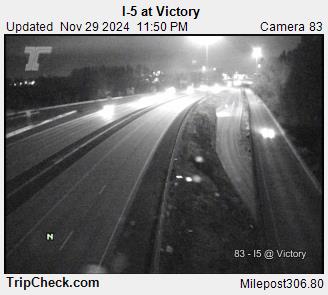 I-5 at Victory
Updated Nov 29 2024 11:50 PM Camera 83
T
N
83 - I5 @ Victory
TripCheck.com Milepost306.80